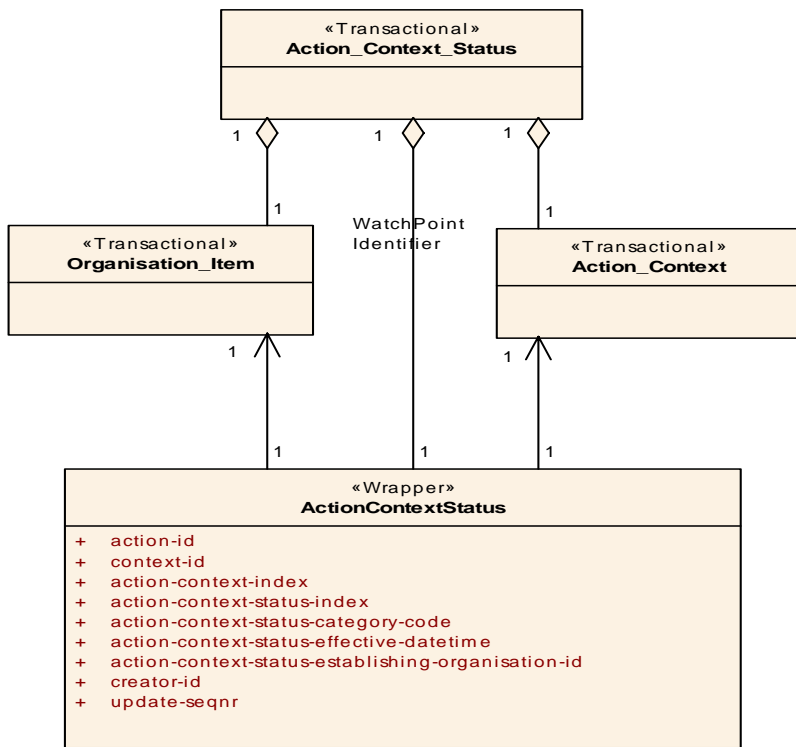 «Transactional»
Action_Context_Status
1
1
1
1
WatchPoint
Identifier
1
«Transactional»
Organisation_Item
«Transactional»
Action_Context
1
1
1
1
1
«Wrapper»
ActionContextStatus
+ action-id
+ context-id
+ action-context-index
+ action-context-status-index
+ action-context-status-category-code
+ action-context-status-effective-datetime
+ action-context-status-establishing-organisation-id
+ creator-id
+ update-seqnr